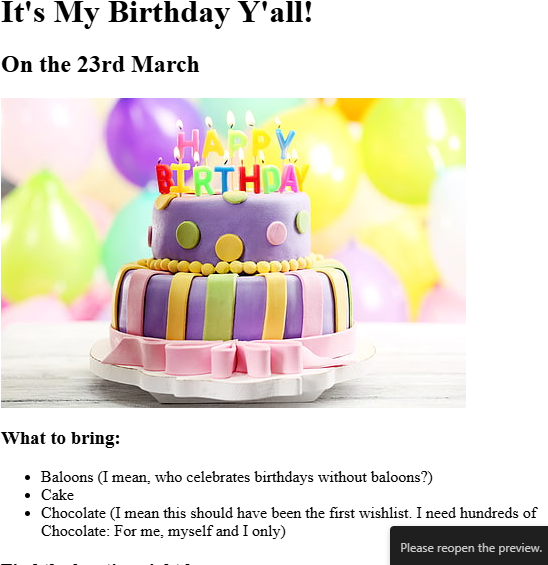 It's My Birthday Y'all!
On the 23rd March
HAPPY
BIRTHDAY
What to bring:
Baloons (I mean, who celebrates birthdays without baloons?)
Cake
Chocolate (I mean this should have been the first wishlist. I need hundreds of
Chocolate: For me, myself and I only)
Please reopen the preview.